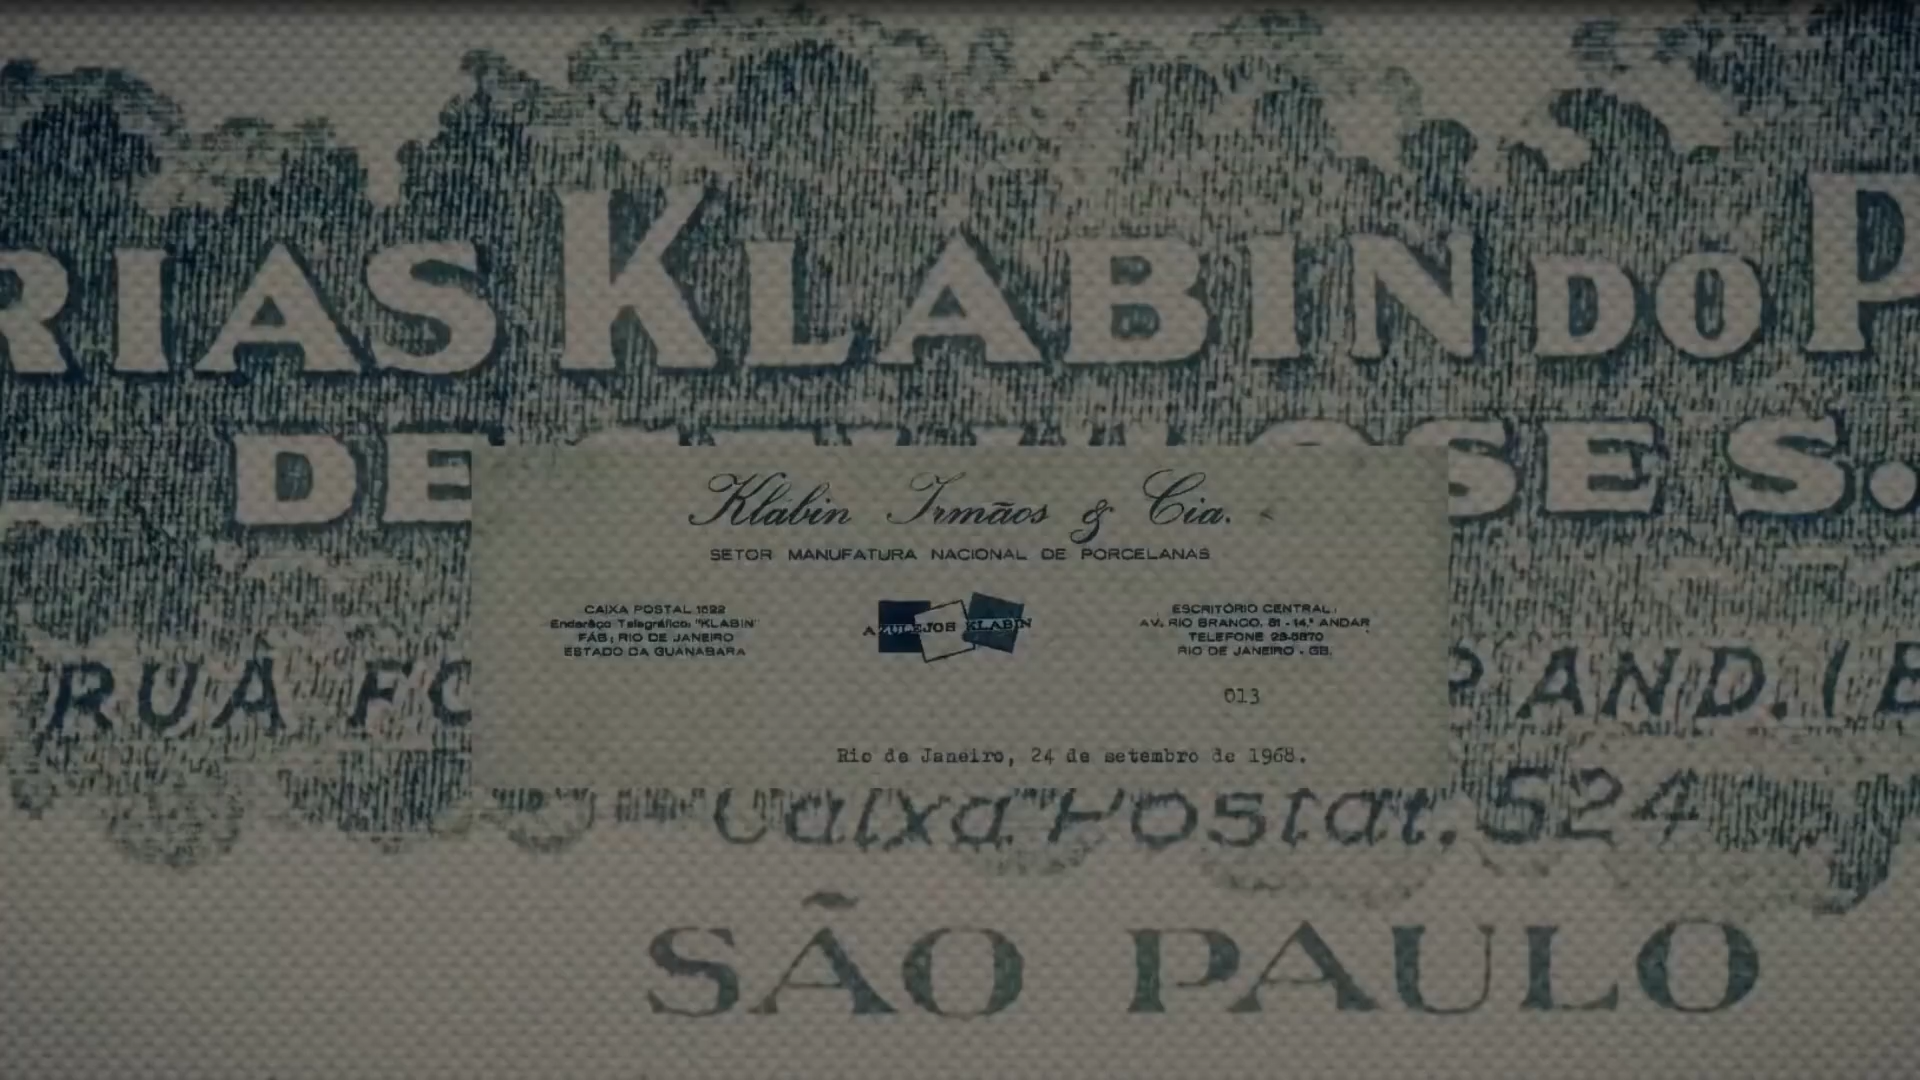 RIAS KLABIN DO P
DE
OSE S.
Klabin Irmãos & Cia.
SETOR MANUFATURA NACIONAL DE PORCELANAS
CAIXA POSTAL 1622
Enderêço Telegráfico: "KLABIN"
FÁB: RIO DE JANEIRO
ESTADO DA GUANABARA
AZULEJOS KLABIN
ESCRITÓRIO CENTRAL:
AV. RIO BRANCO, 81 - 14.º ANDAR
TELEFONE 23-5870
RIO DE JANEIRO - GB.
013
Rio de Janeiro, 24 de setembro de 1968.
RUA FO
P AND. ( E
Caixa Postal. 524
SÃO PAULO